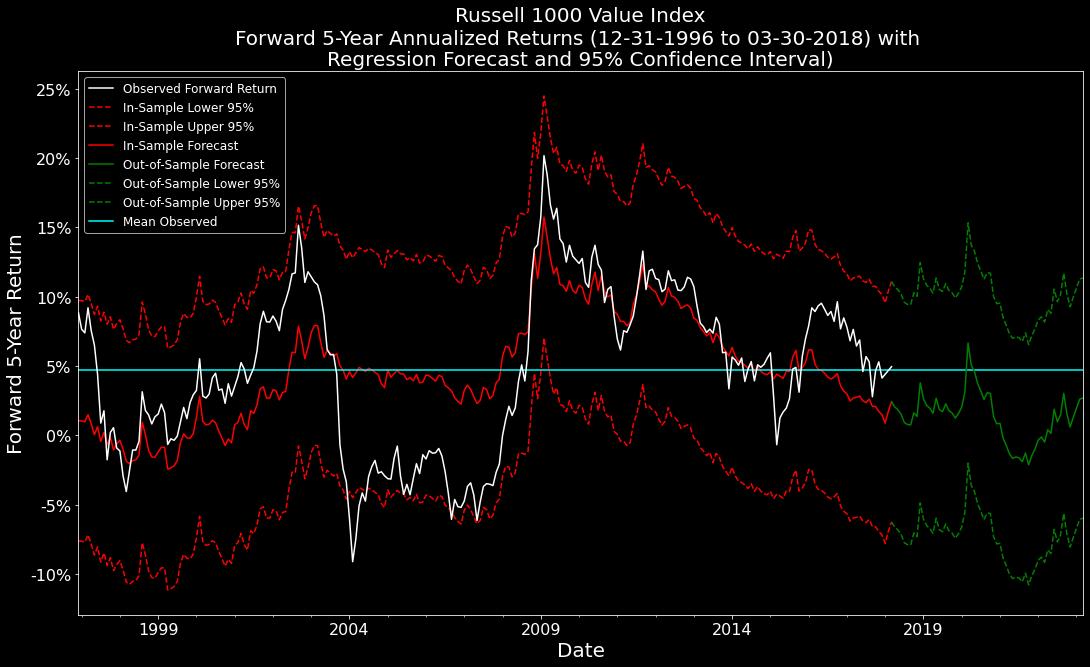 Russell 1000 Value Index
Forward 5-Year Annualized Returns (12-31-1996 to 03-30-2018) with
Regression Forecast and 95% Confidence Interval)
Observed Forward Return
In-Sample Lower 95%
In-Sample Upper 95%
In-Sample Forecast
Out-of-Sample Forecast
Out-of-Sample Lower 95%
Out-of-Sample Upper 95%
Mean Observed
Forward 5-Year Return
25%
20%
15%
10%
5%
0%
-5%
-10%
1999
2004
2009
2014
2019
Date